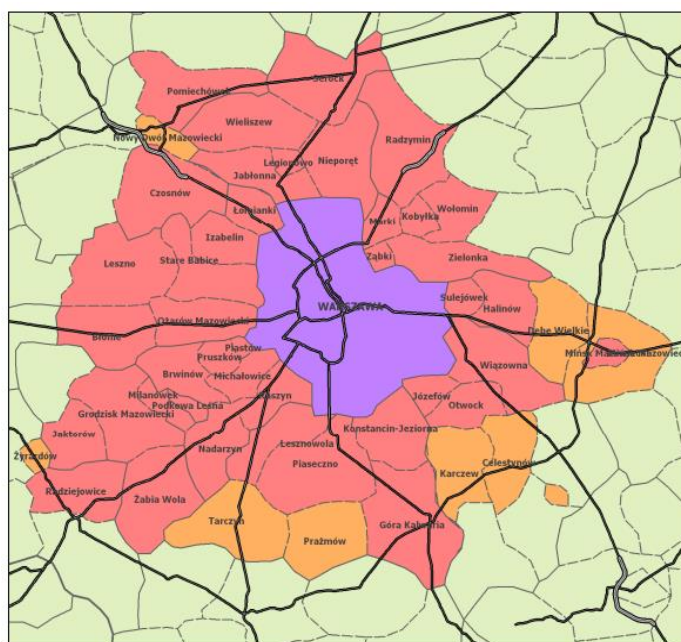 Serock
Pomiechówek
Wieliszew
Nowy Dwór Mazowiecki
Radzymin
Legionowo
Nieporęt
Jabłonna
Czosnów
Łomianki
Wołomin
Kobyłka
Marki
Izabelin
Ząbki
Zielonka
Leszno
Stare Babice
Sulejówek
Halinów
WARSZAWA
Ożarów Mazowiecki
Dębe Wielkie
Błonie
Piastów
Pruszków
Mińsk Mazowiecki
Wiązowna
Brwinów
Michałowice
Milanówek
Raszyn
Józefów
Otwock
Podkowa Leśna
Grodzisk Mazowiecki
Konstancin-Jeziorna
Jaktorów
Nadarzyn
Lesznowola
Żyrardów
Piaseczno
Celestynów
Karczew
Radziejowice
Żabia Wola
Tarczyn
Prażmów
Góra Kalwaria